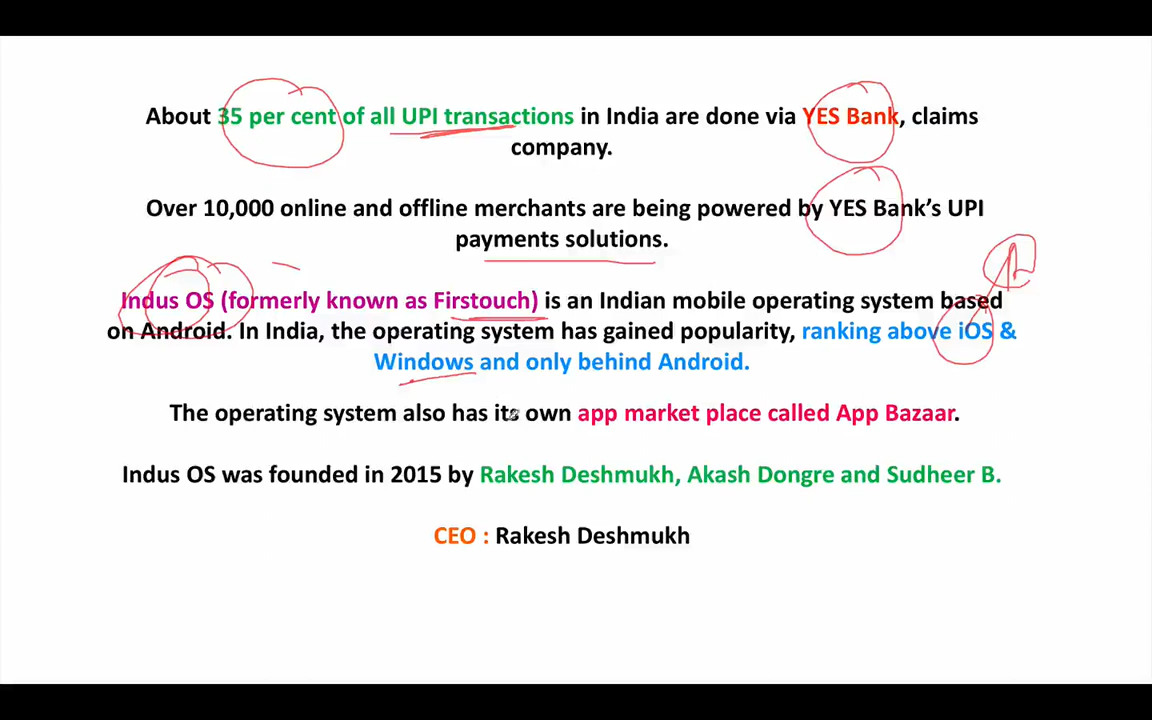 About 35 per cent of all UPI transactions in India are done via YES Bank, claims
company.
Over 10,000 online and offline merchants are being powered by YES Bank’s UPI
payments solutions.
Indus OS (formerly known as Firstouch) is an Indian mobile operating system based
on Android. In India, the operating system has gained popularity, ranking above iOS &
Windows and only behind Android.
The operating system also has its own app market place called App Bazaar.
Indus OS was founded in 2015 by Rakesh Deshmukh, Akash Dongre and Sudheer B.
CEO : Rakesh Deshmukh